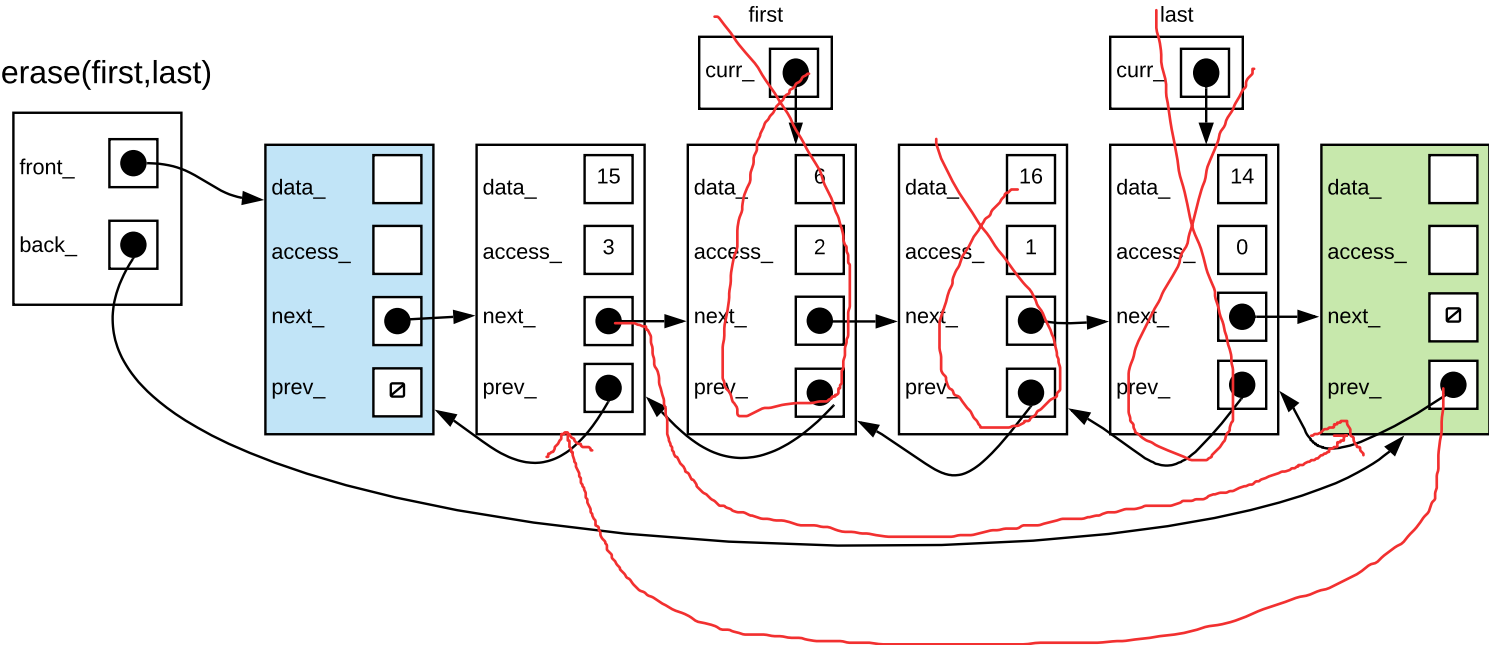 erase(first,last)
front_
back_
first
curr_
last
curr_
data_
access_
next_
prev_
data_ 15
access_ 3
next_
prev_
data_ 6
access_ 2
next_
prev_
data_ 16
access_ 1
next_
prev_
data_ 14
access_ 0
next_
prev_
data_
access_
next_
prev_